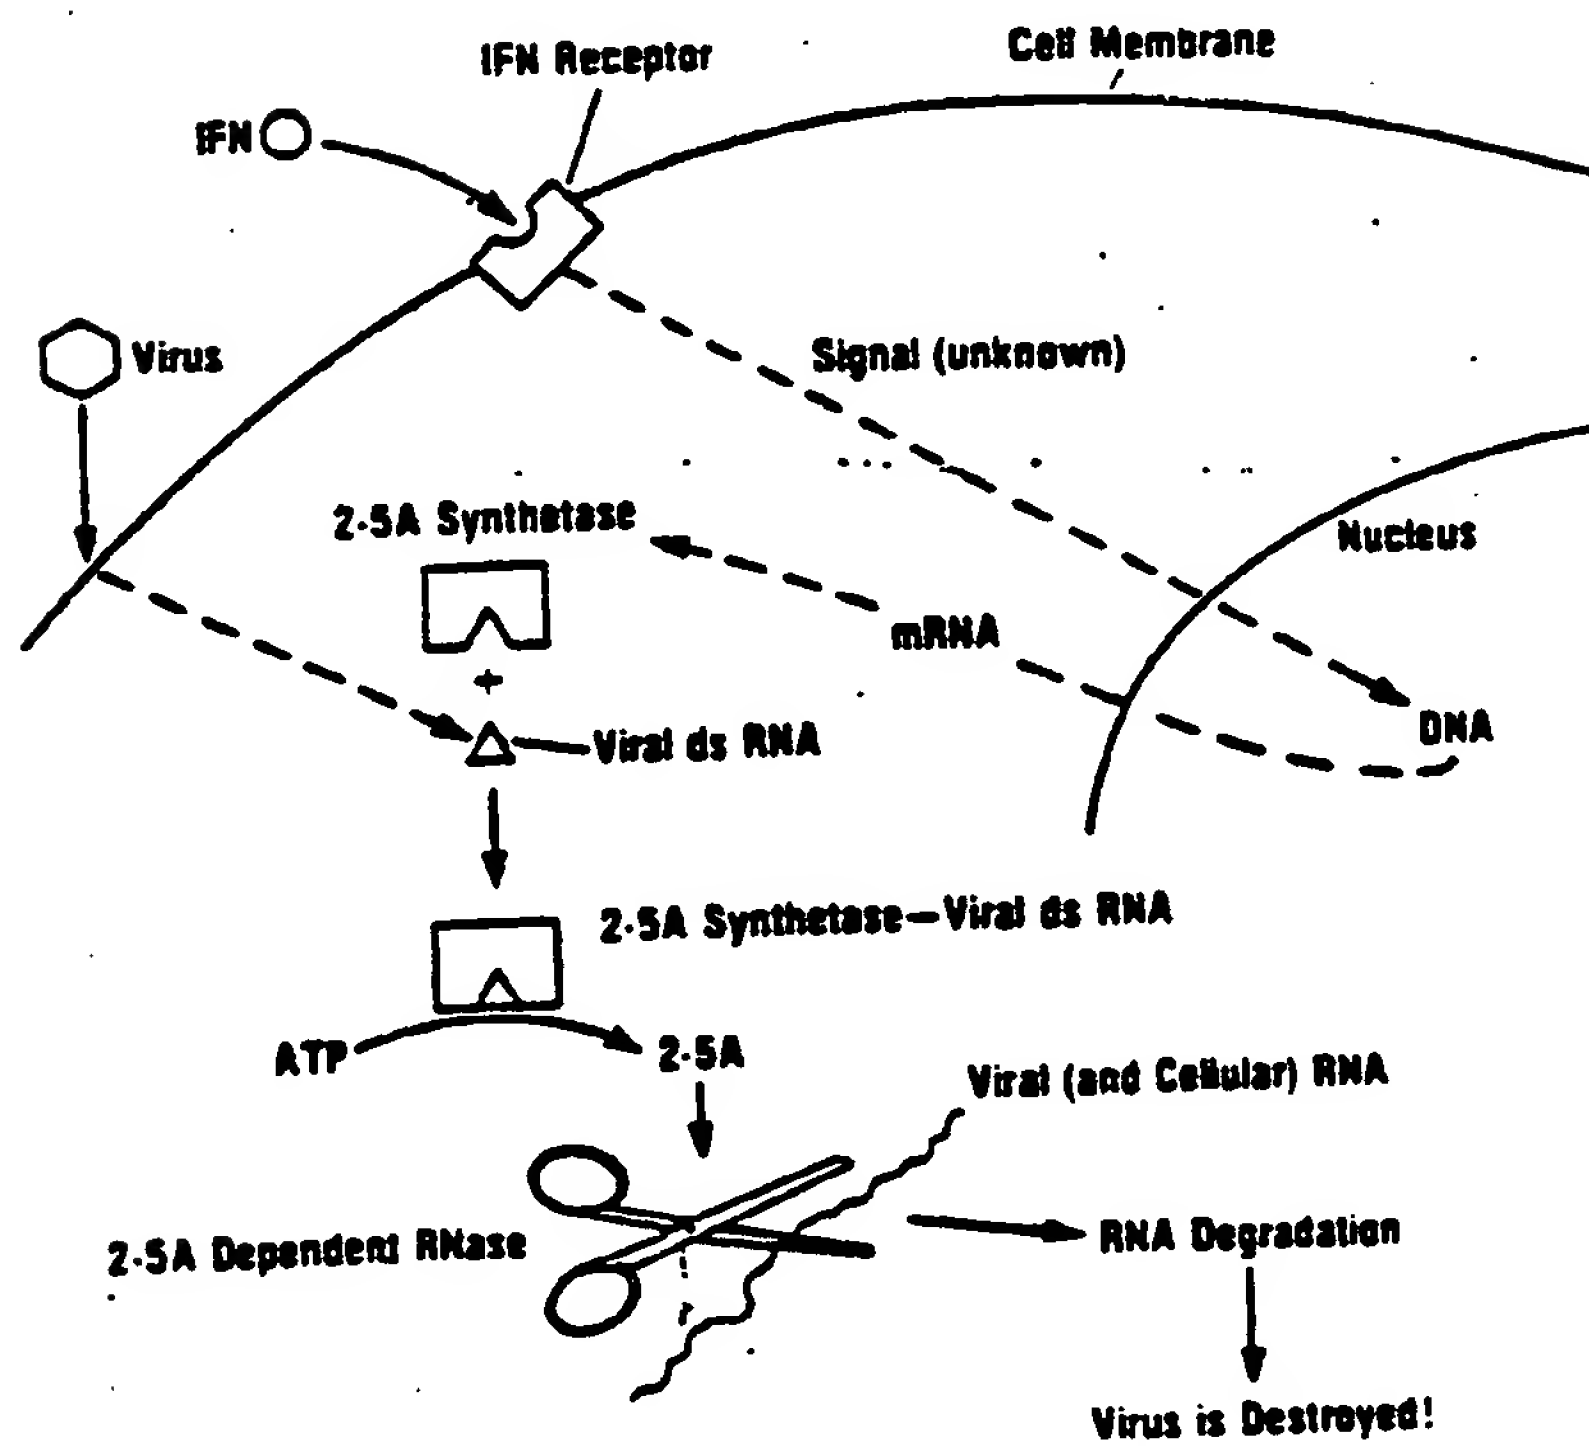 IFN Receptor
Cell Membrane
IFN
Virus
Signal (unknown)
2-5A Synthetase
Nucleus
mRNA
+
DNA
Viral ds RNA
2-5A Synthetase—Viral ds RNA
ATP
2-5A
Viral (and Cellular) RNA
2-5A Dependent RNase
RNA Degradation
Virus is Destroyed!